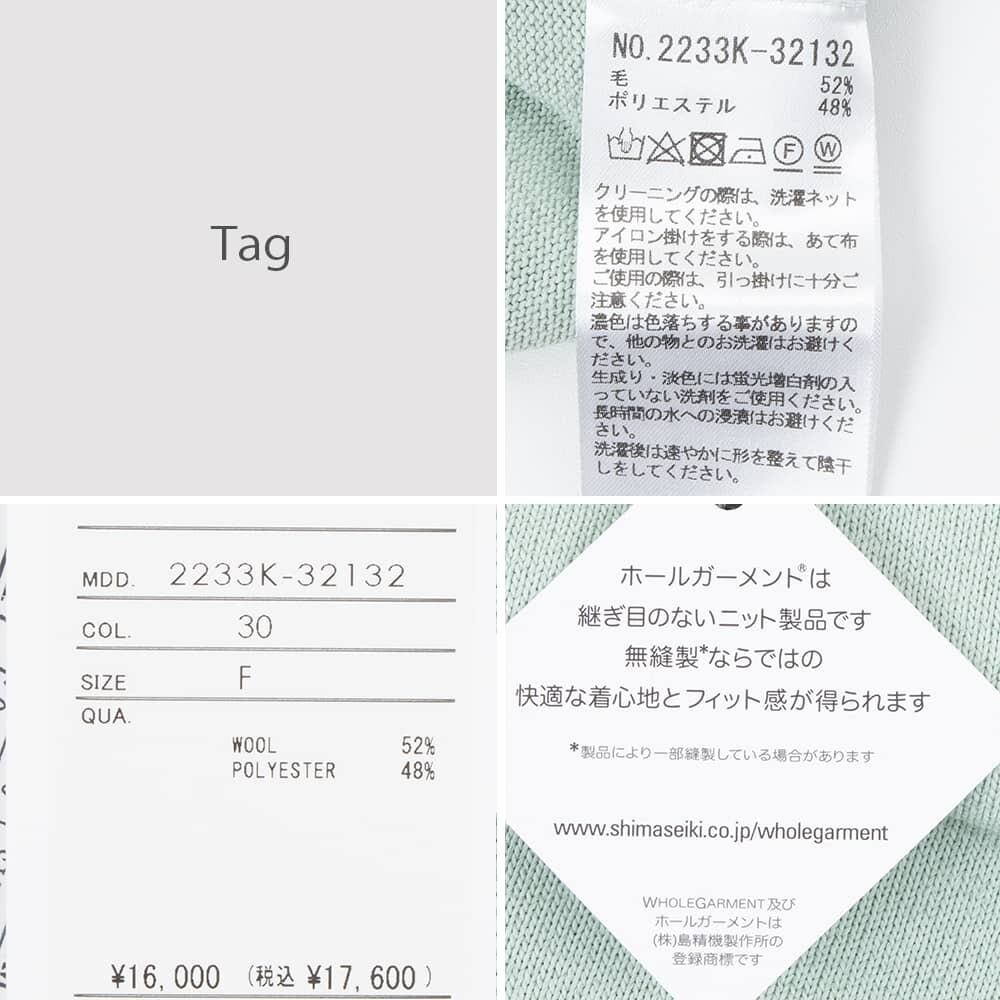 Tag
NO.2233K-32132
毛 52%
ポリエステル 48%
F W
クリーニングの際は、洗濯ネット
を使用してください。
アイロン掛けをする際は、あて布
を使用してください。
ご使用の際は、引っ掛けに十分ご
注意ください。
濃色は色落ちする事がありますの
で、他の物とのお洗濯はお避けく
ださい。
生成り・淡色には蛍光増白剤の入
っていない洗剤をご使用ください。
長時間の水への浸漬はお避けくだ
さい。
洗濯後は速やかに形を整えて陰干
しをしてください。
MDD. 2233K-32132
COL. 30
SIZE F
QUA.
WOOL 52%
POLYESTER 48%
¥16,000 (税込 ¥17,600)
ホールガーメント®は
継ぎ目のないニット製品です
無縫製*ならではの
快適な着心地とフィット感が得られます
*製品により一部縫製している場合があります
www.shimaseiki.co.jp/wholegarment
WHOLEGARMENT及び
ホールガーメントは
(株)島精機製作所の
登録商標です